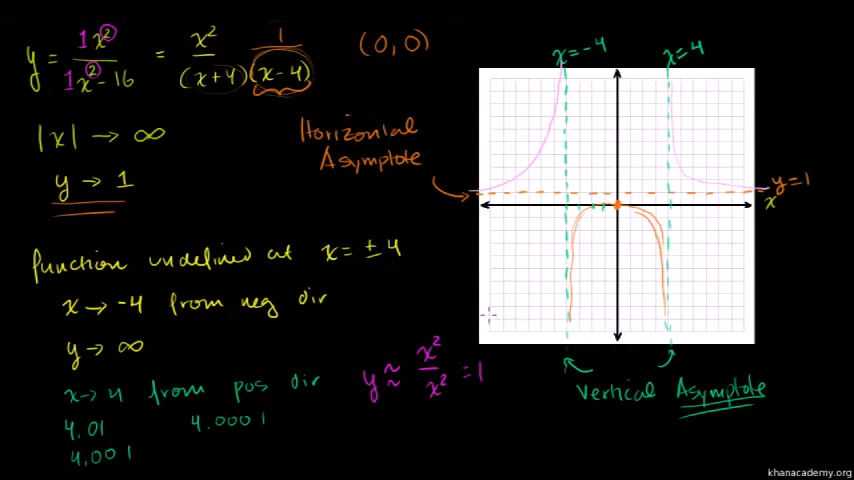 y = 1x²/1x²-16 = x²/(x+4)(x-4) 1 (0,0)
|x| → ∞
y → 1
Horizontal
Asymptote
x=-4
x=4
y=1
x
function undefined at x = ±4
x → -4 from neg dir
y → ∞
x → 4 from pos dir
4.01 4.0001
4.001
y ≈ x²/x² = 1
Vertical Asymptote
khanacademy.org